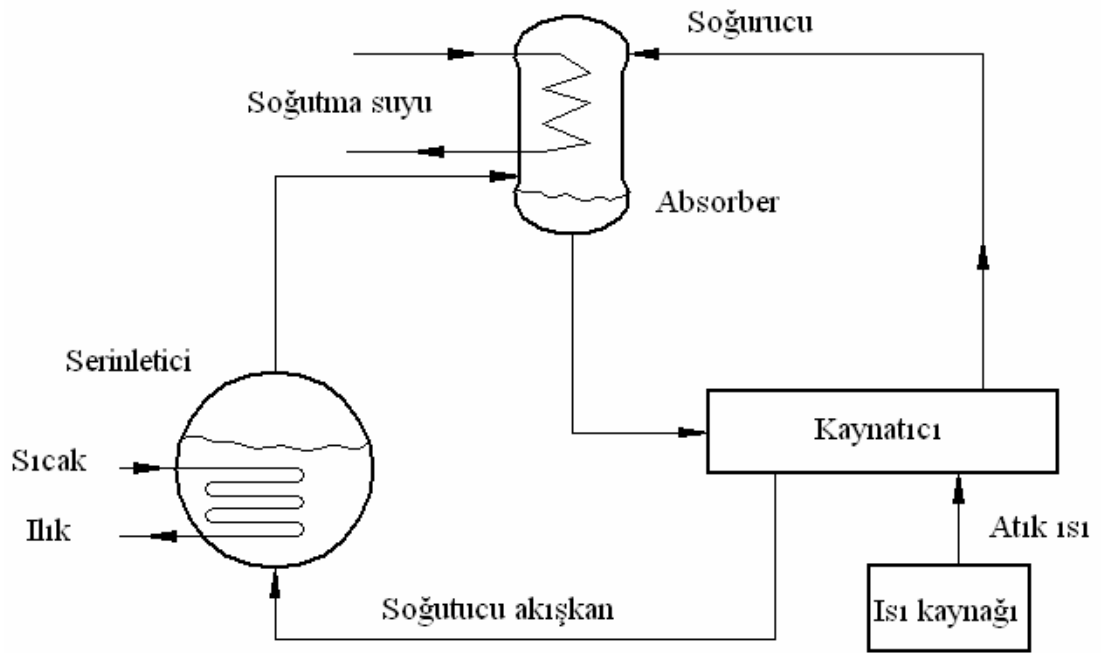 Soğurucu
Soğutma suyu
Absorber
Serinletici
Kaynatıcı
Sıcak
Ilık
Atık ısı
Soğutucu akışkan
Isı kaynağı